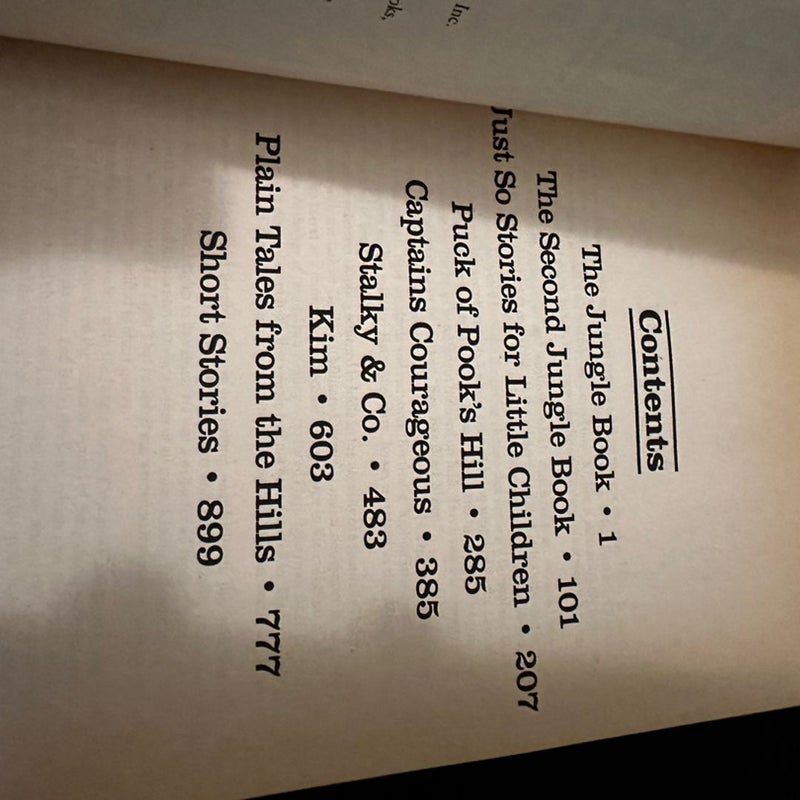 Inc.
Contents
The Jungle Book • 1
The Second Jungle Book • 101
Just So Stories for Little Children • 207
Puck of Pook's Hill • 285
Captains Courageous • 385
Stalky & Co. • 483
Kim • 603
Plain Tales from the Hills • 777
Short Stories • 899